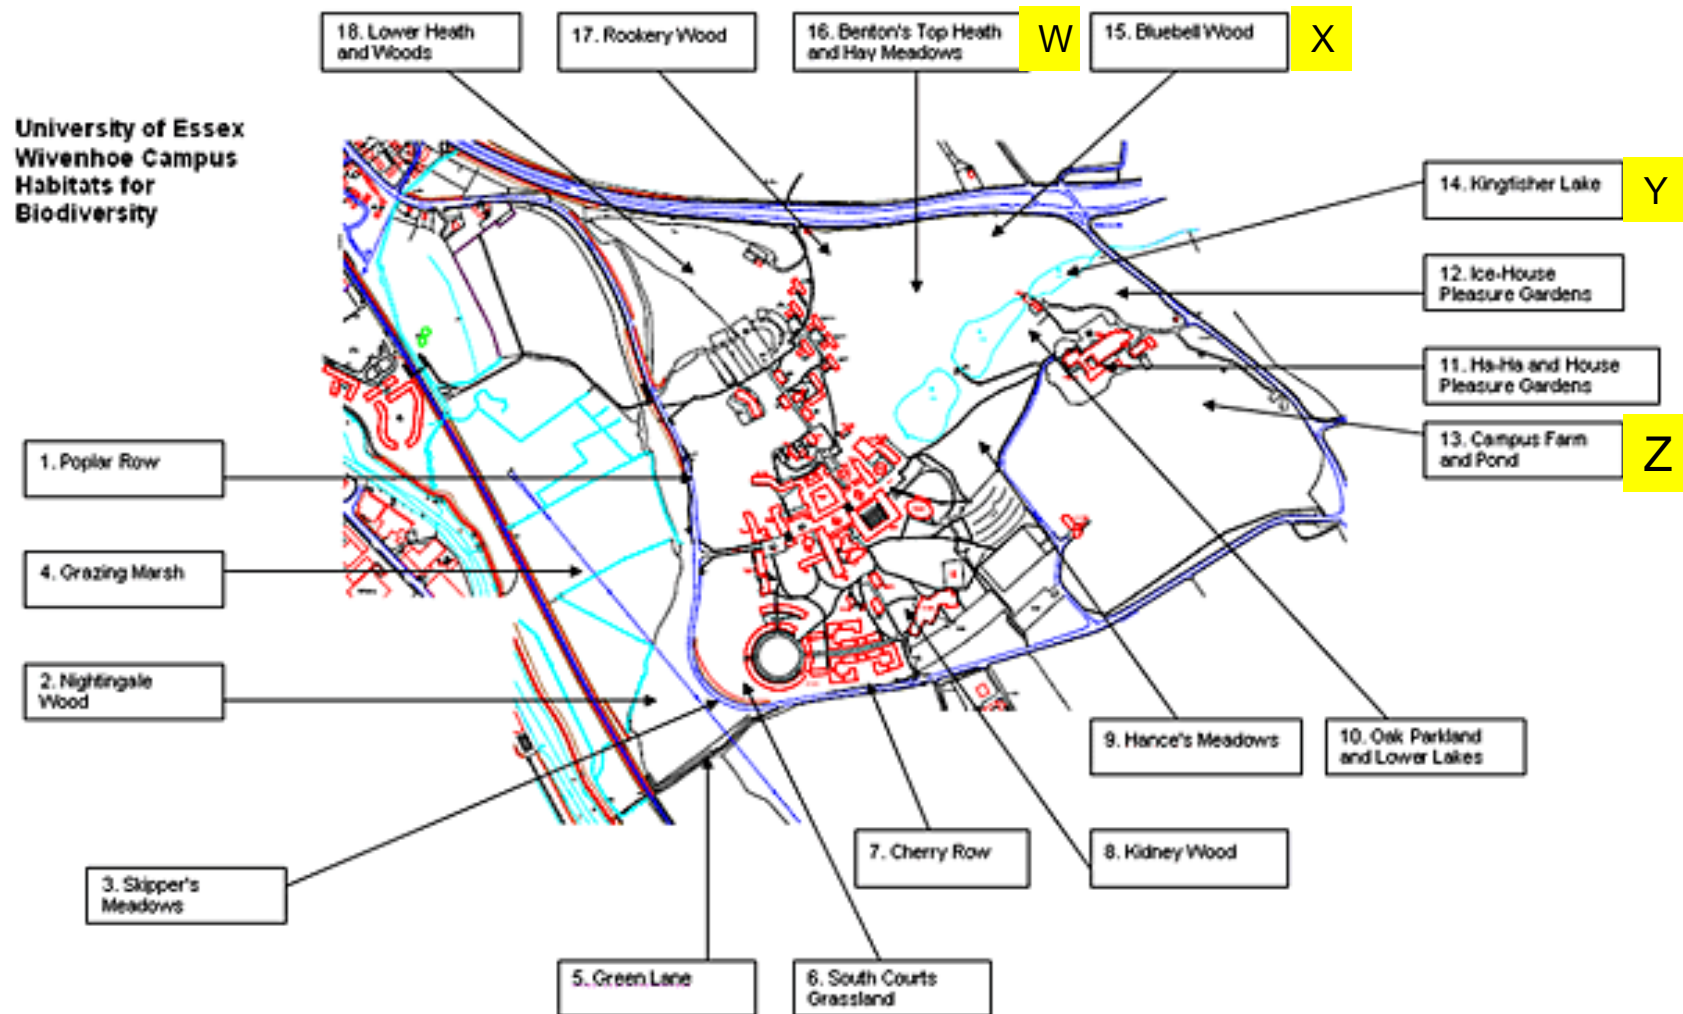 18. Lower Heath
and Woods
17. Rookery Wood
16. Benton's Top Heath
and Hay Meadows
W
15. Bluebell Wood
X
University of Essex
Wivenhoe Campus
Habitats for
Biodiversity
14. Kingfisher Lake
Y
12. Ice-House
Pleasure Gardens
11. Ha-Ha and House
Pleasure Gardens
13. Campus Farm
and Pond
Z
1. Poplar Row
4. Grazing Marsh
2. Nightingale
Wood
9. Hance's Meadows
10. Oak Parkland
and Lower Lakes
7. Cherry Row
8. Kidney Wood
3. Skipper's
Meadows
5. Green Lane
6. South Courts
Grassland